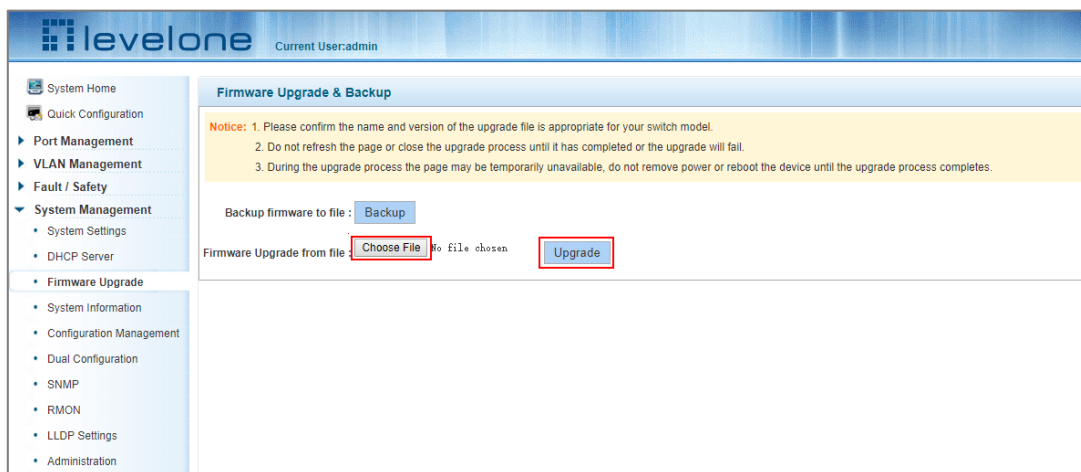 levelone
Current User:admin
System Home
Quick Configuration
Port Management
VLAN Management
Fault / Safety
System Management
System Settings
DHCP Server
Firmware Upgrade
System Information
Configuration Management
Dual Configuration
SNMP
RMON
LLDP Settings
Administration
Firmware Upgrade & Backup
Notice: 1. Please confirm the name and version of the upgrade file is appropriate for your switch model.
2. Do not refresh the page or close the upgrade process until it has completed or the upgrade will fail.
3. During the upgrade process the page may be temporarily unavailable, do not remove power or reboot the device until the upgrade process completes.
Backup firmware to file : Backup
Firmware Upgrade from file : Choose File No file chosen Upgrade